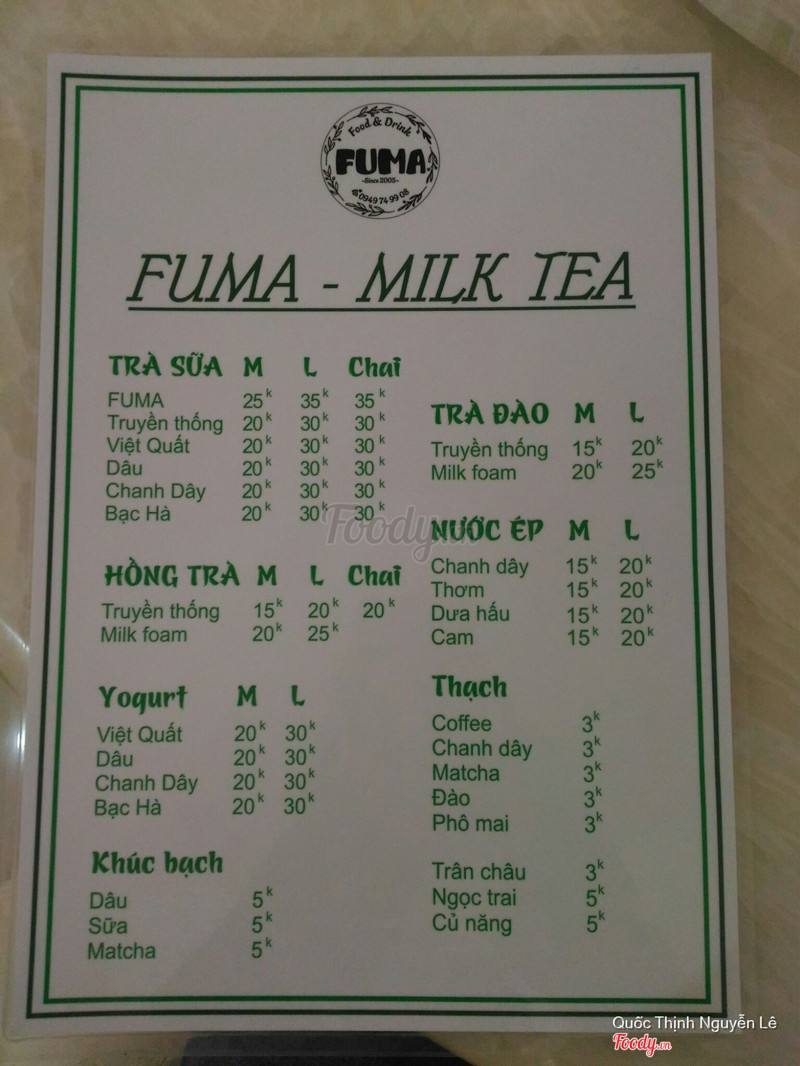 Food & Drink
FUMA
-Since 2005-
0949 74 99 08
FUMA - MILK TEA
TRÀ SỮA M L Chai
FUMA 25k 35k 35k
Truyền thống 20k 30k 30k
Việt Quất 20k 30k 30k
Dâu 20k 30k 30k
Chanh Dây 20k 30k 30k
Bạc Hà 20k 30k 30k
HỒNG TRÀ M L Chai
Truyền thống 15k 20k 20k
Milk foam 20k 25k
Yogurt M L
Việt Quất 20k 30k
Dâu 20k 30k
Chanh Dây 20k 30k
Bạc Hà 20k 30k
Khúc bạch
Dâu 5k
Sữa 5k
Matcha 5k
TRÀ ĐÀO M L
Truyền thống 15k 20k
Milk foam 20k 25k
NƯỚC ÉP M L
Chanh dây 15k 20k
Thơm 15k 20k
Dưa hấu 15k 20k
Cam 15k 20k
Thạch
Coffee 3k
Chanh dây 3k
Matcha 3k
Đào 3k
Phô mai 3k
Trân châu 3k
Ngọc trai 5k
Củ năng 5k
Foody.vn
Quốc Thịnh Nguyễn Lê
Foody.vn